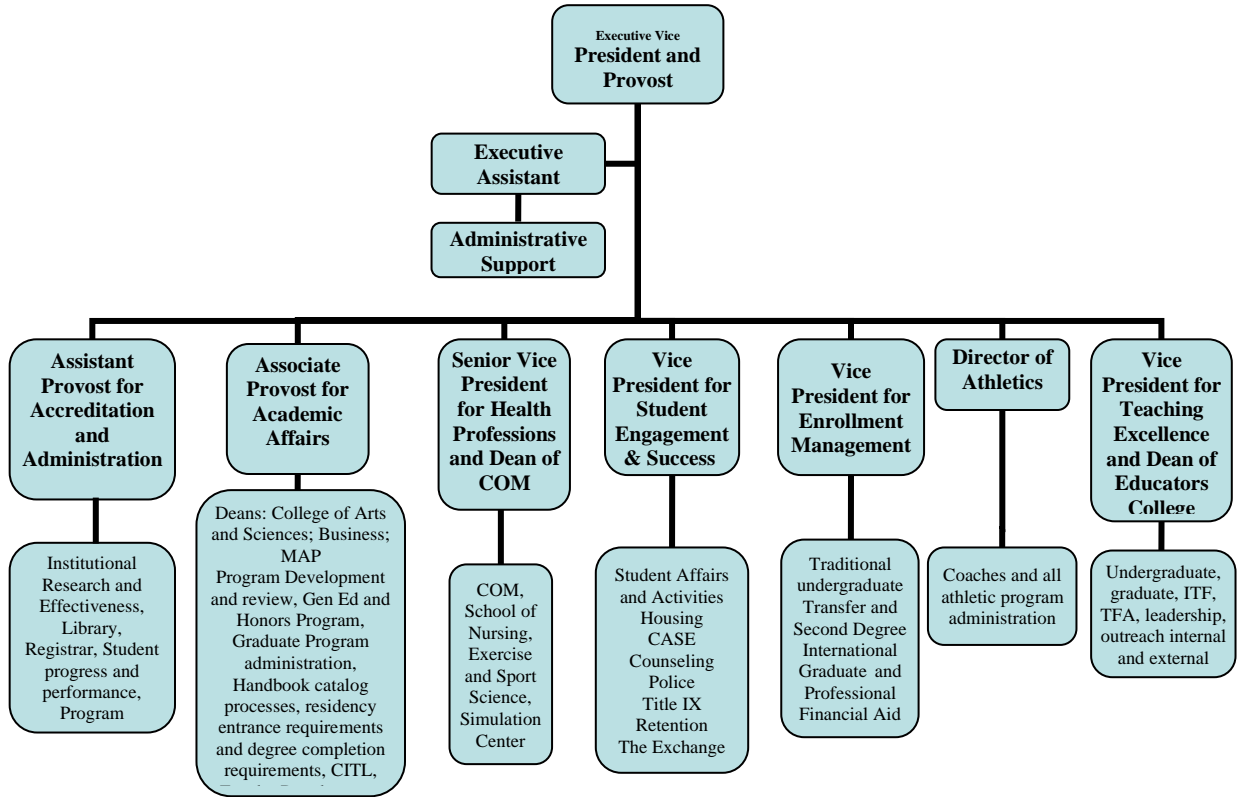 Executive Vice
President and
Provost
Executive
Assistant
Administrative
Support
Assistant
Provost for
Accreditation
and
Administration
Associate
Provost for
Academic
Affairs
Senior Vice
President
for Health
Professions
and Dean of
COM
Vice
President for
Student
Engagement
& Success
Vice
President for
Enrollment
Management
Director of
Athletics
Vice
President for
Teaching
Excellence
and Dean of
Educators
College
Institutional
Research and
Effectiveness,
Library,
Registrar, Student
progress and
performance,
Program
Deans: College of Arts
and Sciences; Business;
MAP
Program Development
and review, Gen Ed and
Honors Program,
Graduate Program
administration,
Handbook catalog
processes, residency
entrance requirements
and degree completion
requirements, CITL,
COM,
School of
Nursing,
Exercise
and Sport
Science,
Simulation
Center
Student Affairs
and Activities
Housing
CASE
Counseling
Police
Title IX
Retention
The Exchange
Traditional
undergraduate
Transfer and
Second Degree
International
Graduate and
Professional
Financial Aid
Coaches and all
athletic program
administration
Undergraduate,
graduate, ITF,
TFA, leadership,
outreach internal
and external